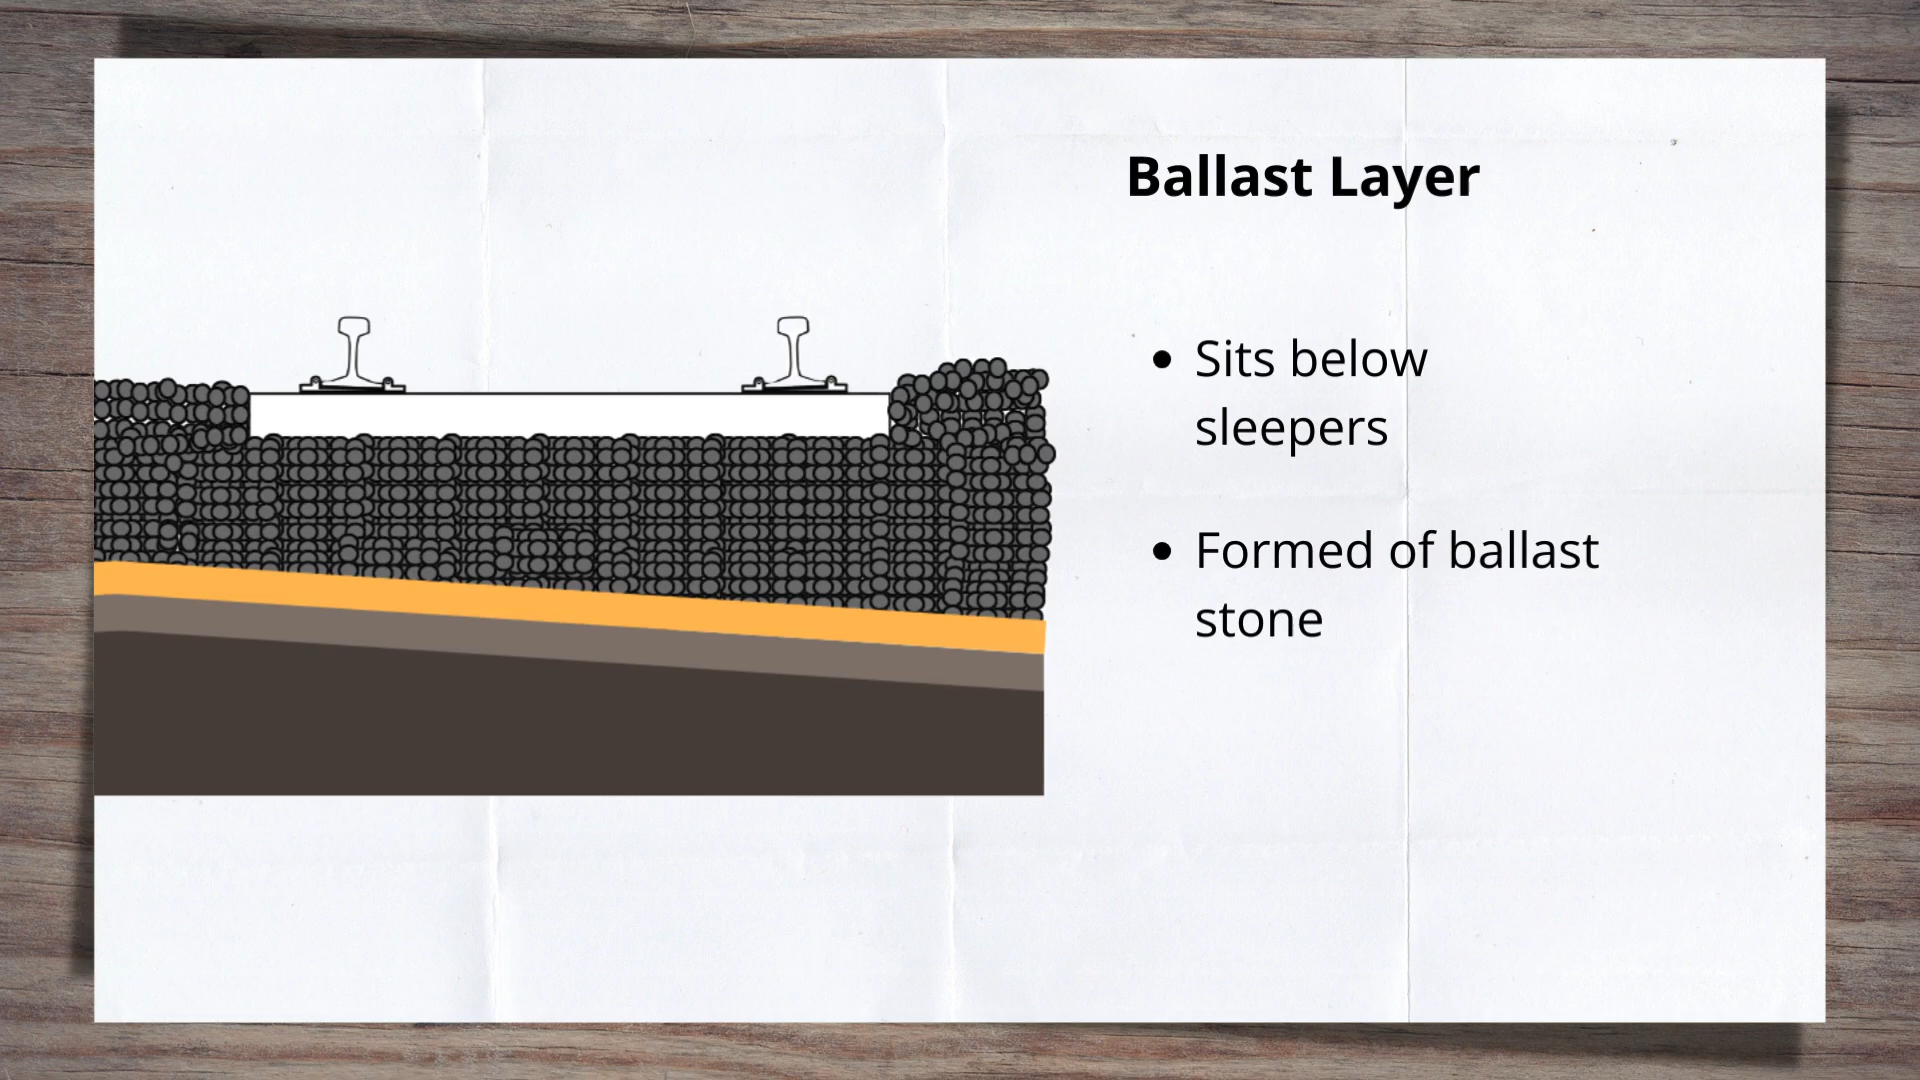 Ballast Layer
• Sits below
sleepers
• Formed of ballast
stone